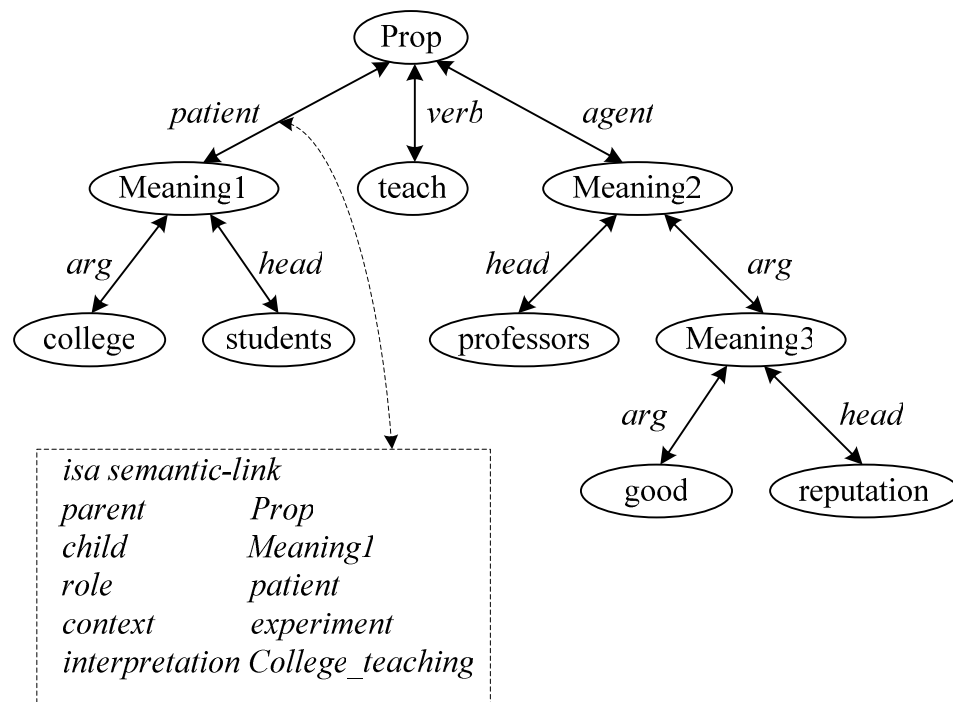 Prop
patient
verb
agent
Meaning1
teach
Meaning2
arg
head
head
arg
college
students
professors
Meaning3
arg
head
good
reputation
isa semantic-link
parent Prop
child Meaning1
role patient
context experiment
interpretation College_teaching